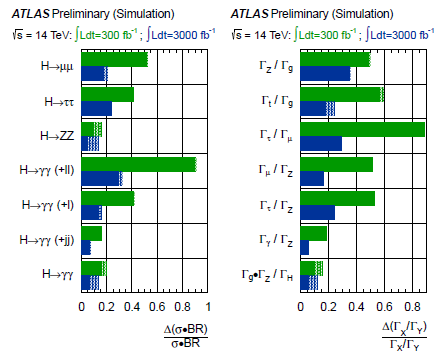 ATLAS Preliminary (Simulation)
√s = 14 TeV: ∫Ldt=300 fb⁻¹ ; ∫Ldt=3000 fb⁻¹
H→μμ
H→ττ
H→ZZ
H→γγ (+ll)
H→γγ (+l)
H→γγ (+jj)
H→γγ
0 0.2 0.4 0.6 0.8 1
Δ(σ•BR)
σ•BR
ATLAS Preliminary (Simulation)
√s = 14 TeV: ∫Ldt=300 fb⁻¹ ; ∫Ldt=3000 fb⁻¹
Γ_Z / Γ_g
Γ_t / Γ_g
Γ_τ / Γ_μ
Γ_μ / Γ_Z
Γ_τ / Γ_Z
Γ_γ / Γ_Z
Γ_g•Γ_Z / Γ_H
0 0.2 0.4 0.6 0.8
Δ(Γ_X/Γ_Y)
Γ_X/Γ_Y